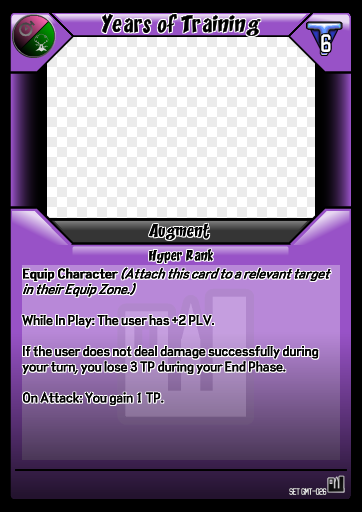 Years of Training
6
Augment
Hyper Rank
Equip Character (Attach this card to a relevant target
in their Equip Zone.)
While In Play: The user has +2 PLV.
If the user does not deal damage successfully during
your turn, you lose 3 TP during your End Phase.
On Attack: You gain 1 TP.
SET GMT-026